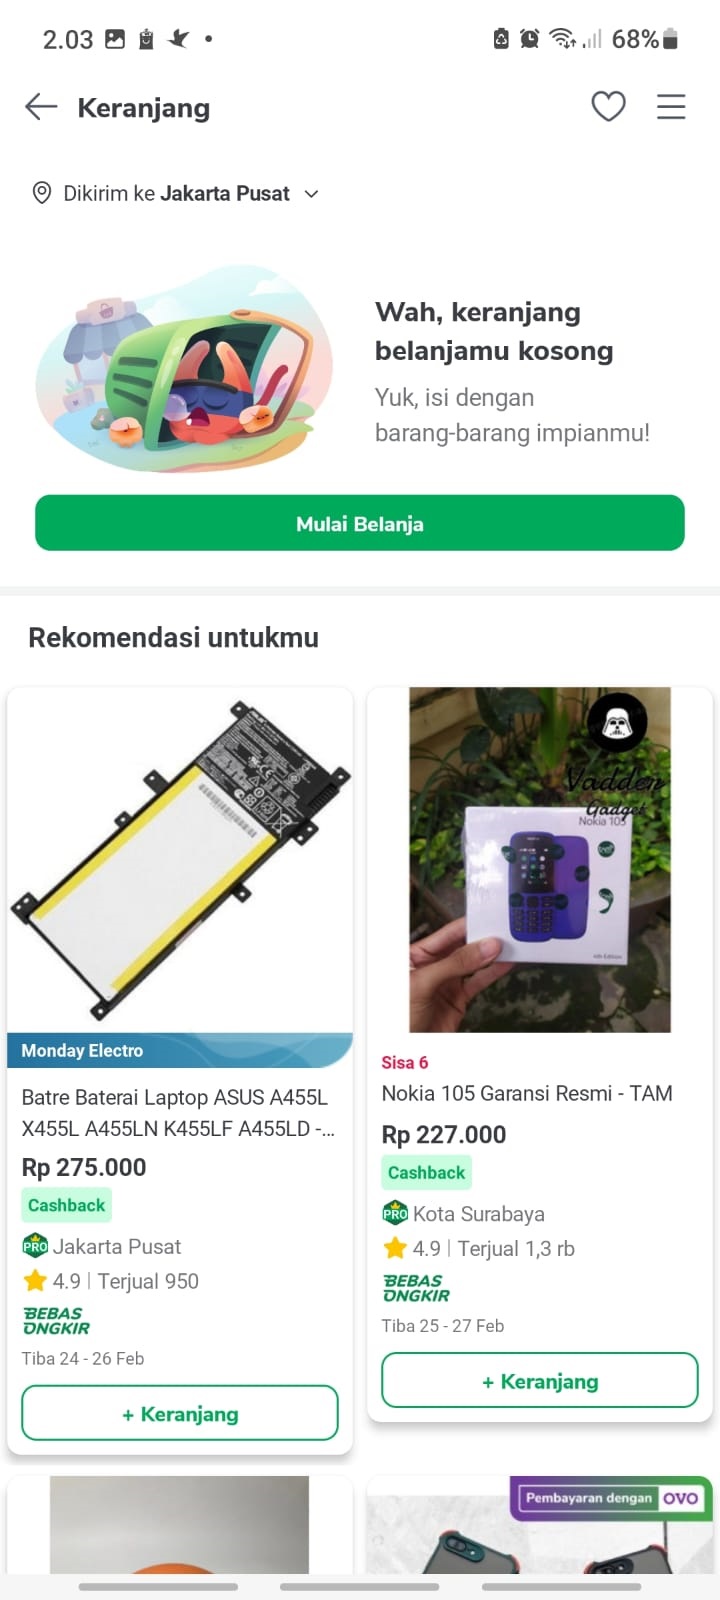 2.03
68%
Keranjang
Dikirim ke Jakarta Pusat
Wah, keranjang
belanjamu kosong
Yuk, isi dengan
barang-barang impianmu!
Mulai Belanja
Rekomendasi untukmu
Monday Electro
Batre Baterai Laptop ASUS A455L
X455L A455LN K455LF A455LD -...
Rp 275.000
Cashback
PRO Jakarta Pusat
4.9 | Terjual 950
BEBAS
ONGKIR
Tiba 24 - 26 Feb
+ Keranjang
Vadder
Gadget
Nokia 105
4th Edition
Sisa 6
Nokia 105 Garansi Resmi - TAM
Rp 227.000
Cashback
PRO Kota Surabaya
4.9 | Terjual 1,3 rb
BEBAS
ONGKIR
Tiba 25 - 27 Feb
+ Keranjang
Pembayaran dengan OVO